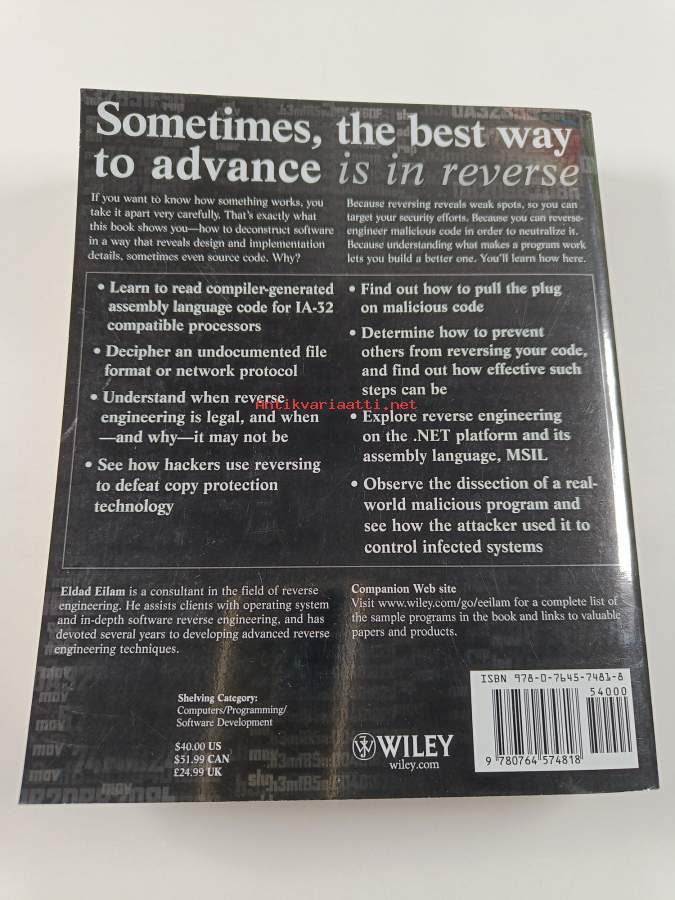 Sometimes, the best way
to advance is in reverse
If you want to know how something works, you
take it apart very carefully. That's exactly what
this book shows you—how to deconstruct software
in a way that reveals design and implementation
details, sometimes even source code. Why?
Because reversing reveals weak spots, so you can
target your security efforts. Because you can reverse-
engineer malicious code in order to neutralize it.
Because understanding what makes a program work
lets you build a better one. You'll learn how here.
• Learn to read compiler-generated
assembly language code for IA-32
compatible processors
• Decipher an undocumented file
format or network protocol
• Understand when reverse
engineering is legal, and when
—and why—it may not be
• See how hackers use reversing
to defeat copy protection
technology
• Find out how to pull the plug
on malicious code
• Determine how to prevent
others from reversing your code,
and find out how effective such
steps can be
• Explore reverse engineering
on the .NET platform and its
assembly language, MSIL
• Observe the dissection of a real-
world malicious program and
see how the attacker used it to
control infected systems
Antikvariaatti.net
Eldad Eilam is a consultant in the field of reverse
engineering. He assists clients with operating system
and in-depth software reverse engineering, and has
devoted several years to developing advanced reverse
engineering techniques.
Companion Web site
Visit www.wiley.com/go/eeilam for a complete list of
the sample programs in the book and links to valuable
papers and products.
Shelving Category:
Computers/Programming/
Software Development
$40.00 US
$51.99 CAN
£24.99 UK
WILEY
wiley.com
ISBN 978-0-7645-7481-8
54000
9 780764 574818
mov
mov
mov
mov